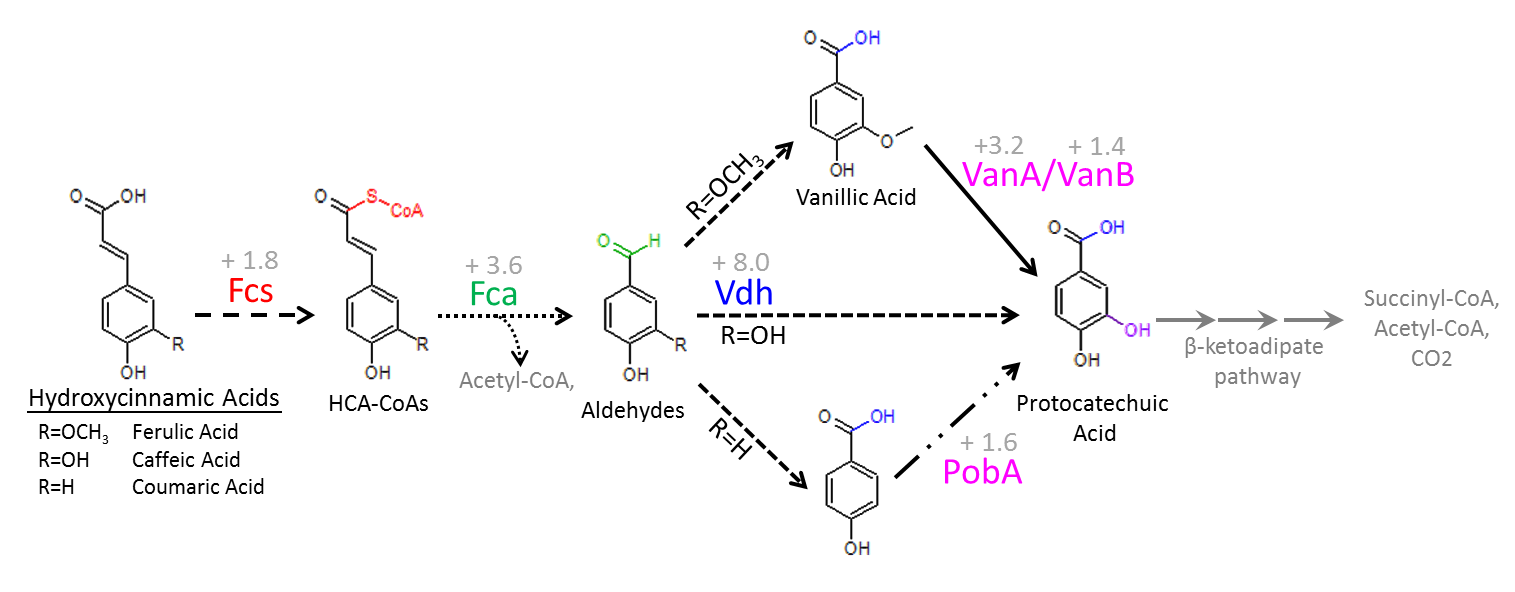 O
OH
R
OH
Hydroxycinnamic Acids
R=OCH3 Ferulic Acid
R=OH Caffeic Acid
R=H Coumaric Acid
+ 1.8
Fcs
O
S
CoA
R
OH
HCA-CoAs
+ 3.6
Fca
Acetyl-CoA,
O
H
R
OH
Aldehydes
R=OCH3
+ 8.0
Vdh
R=OH
R=H
O
OH
O
OH
Vanillic Acid
+3.2 + 1.4
VanA/VanB
O
OH
OH
+ 1.6
PobA
O
OH
OH
OH
Protocatechuic
Acid
β-ketoadipate
pathway
Succinyl-CoA,
Acetyl-CoA,
CO2